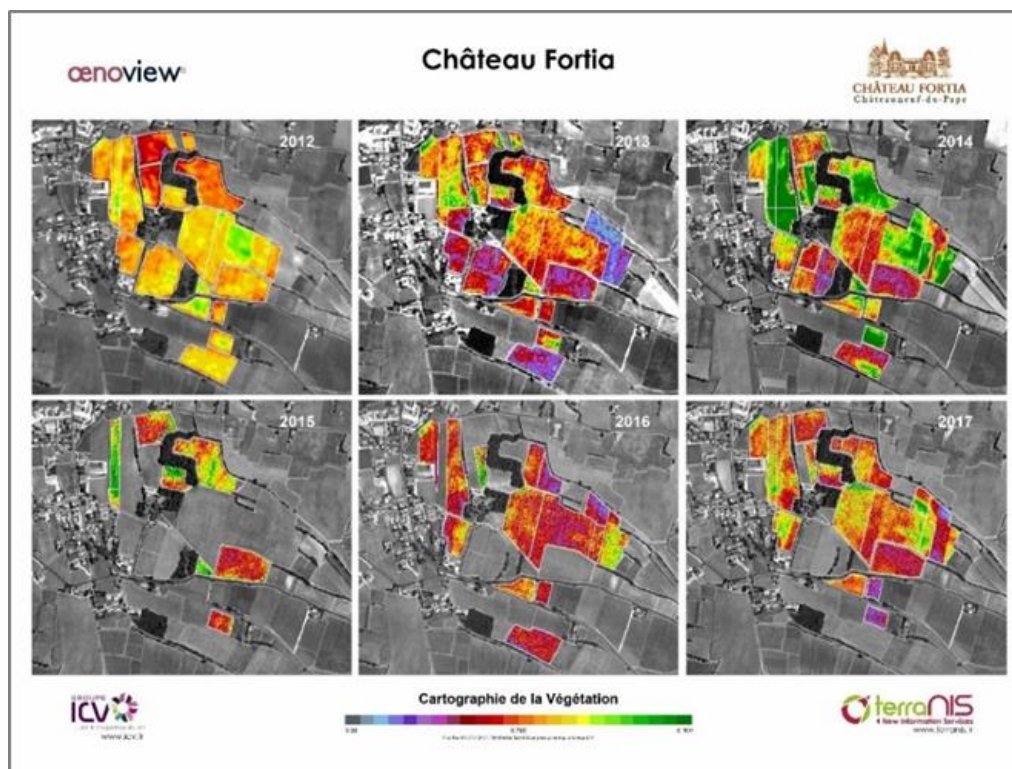 œnoview
Château Fortia
CHÂTEAU FORTIA
Châteauneuf-du-Pape
2012
2013
2014
2015
2016
2017
GROUPE
ICV
www.icv.fr
Cartographie de la Végétation
terraNIS
4 New Information Services
www.terranis.fr